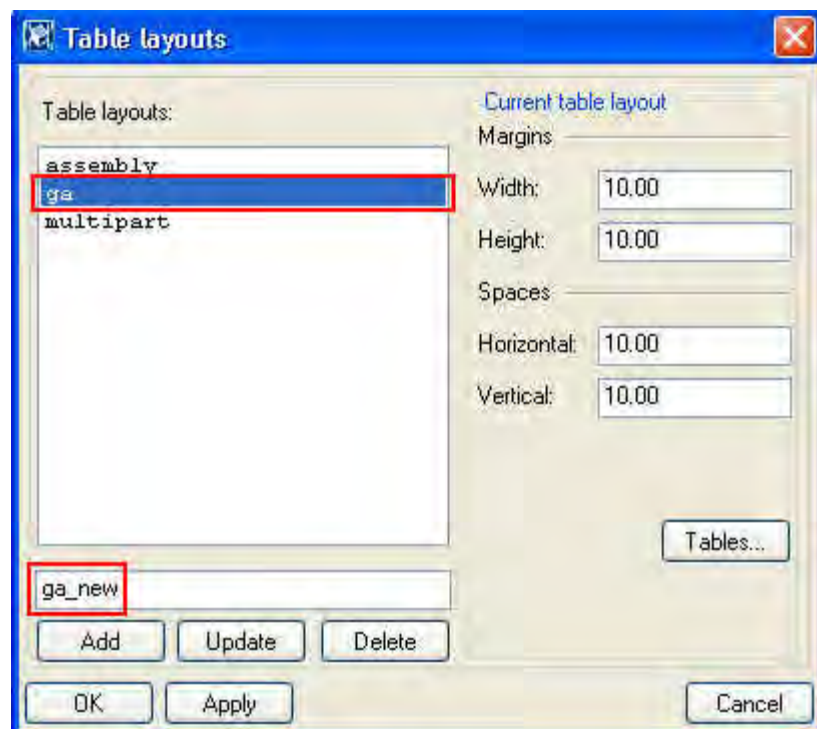 Table layouts
Table layouts:
assembly
ga
multipart
ga_new
Add Update Delete
OK Apply Cancel
Current table layout
Margins
Width: 10.00
Height: 10.00
Spaces
Horizontal: 10.00
Vertical: 10.00
Tables...